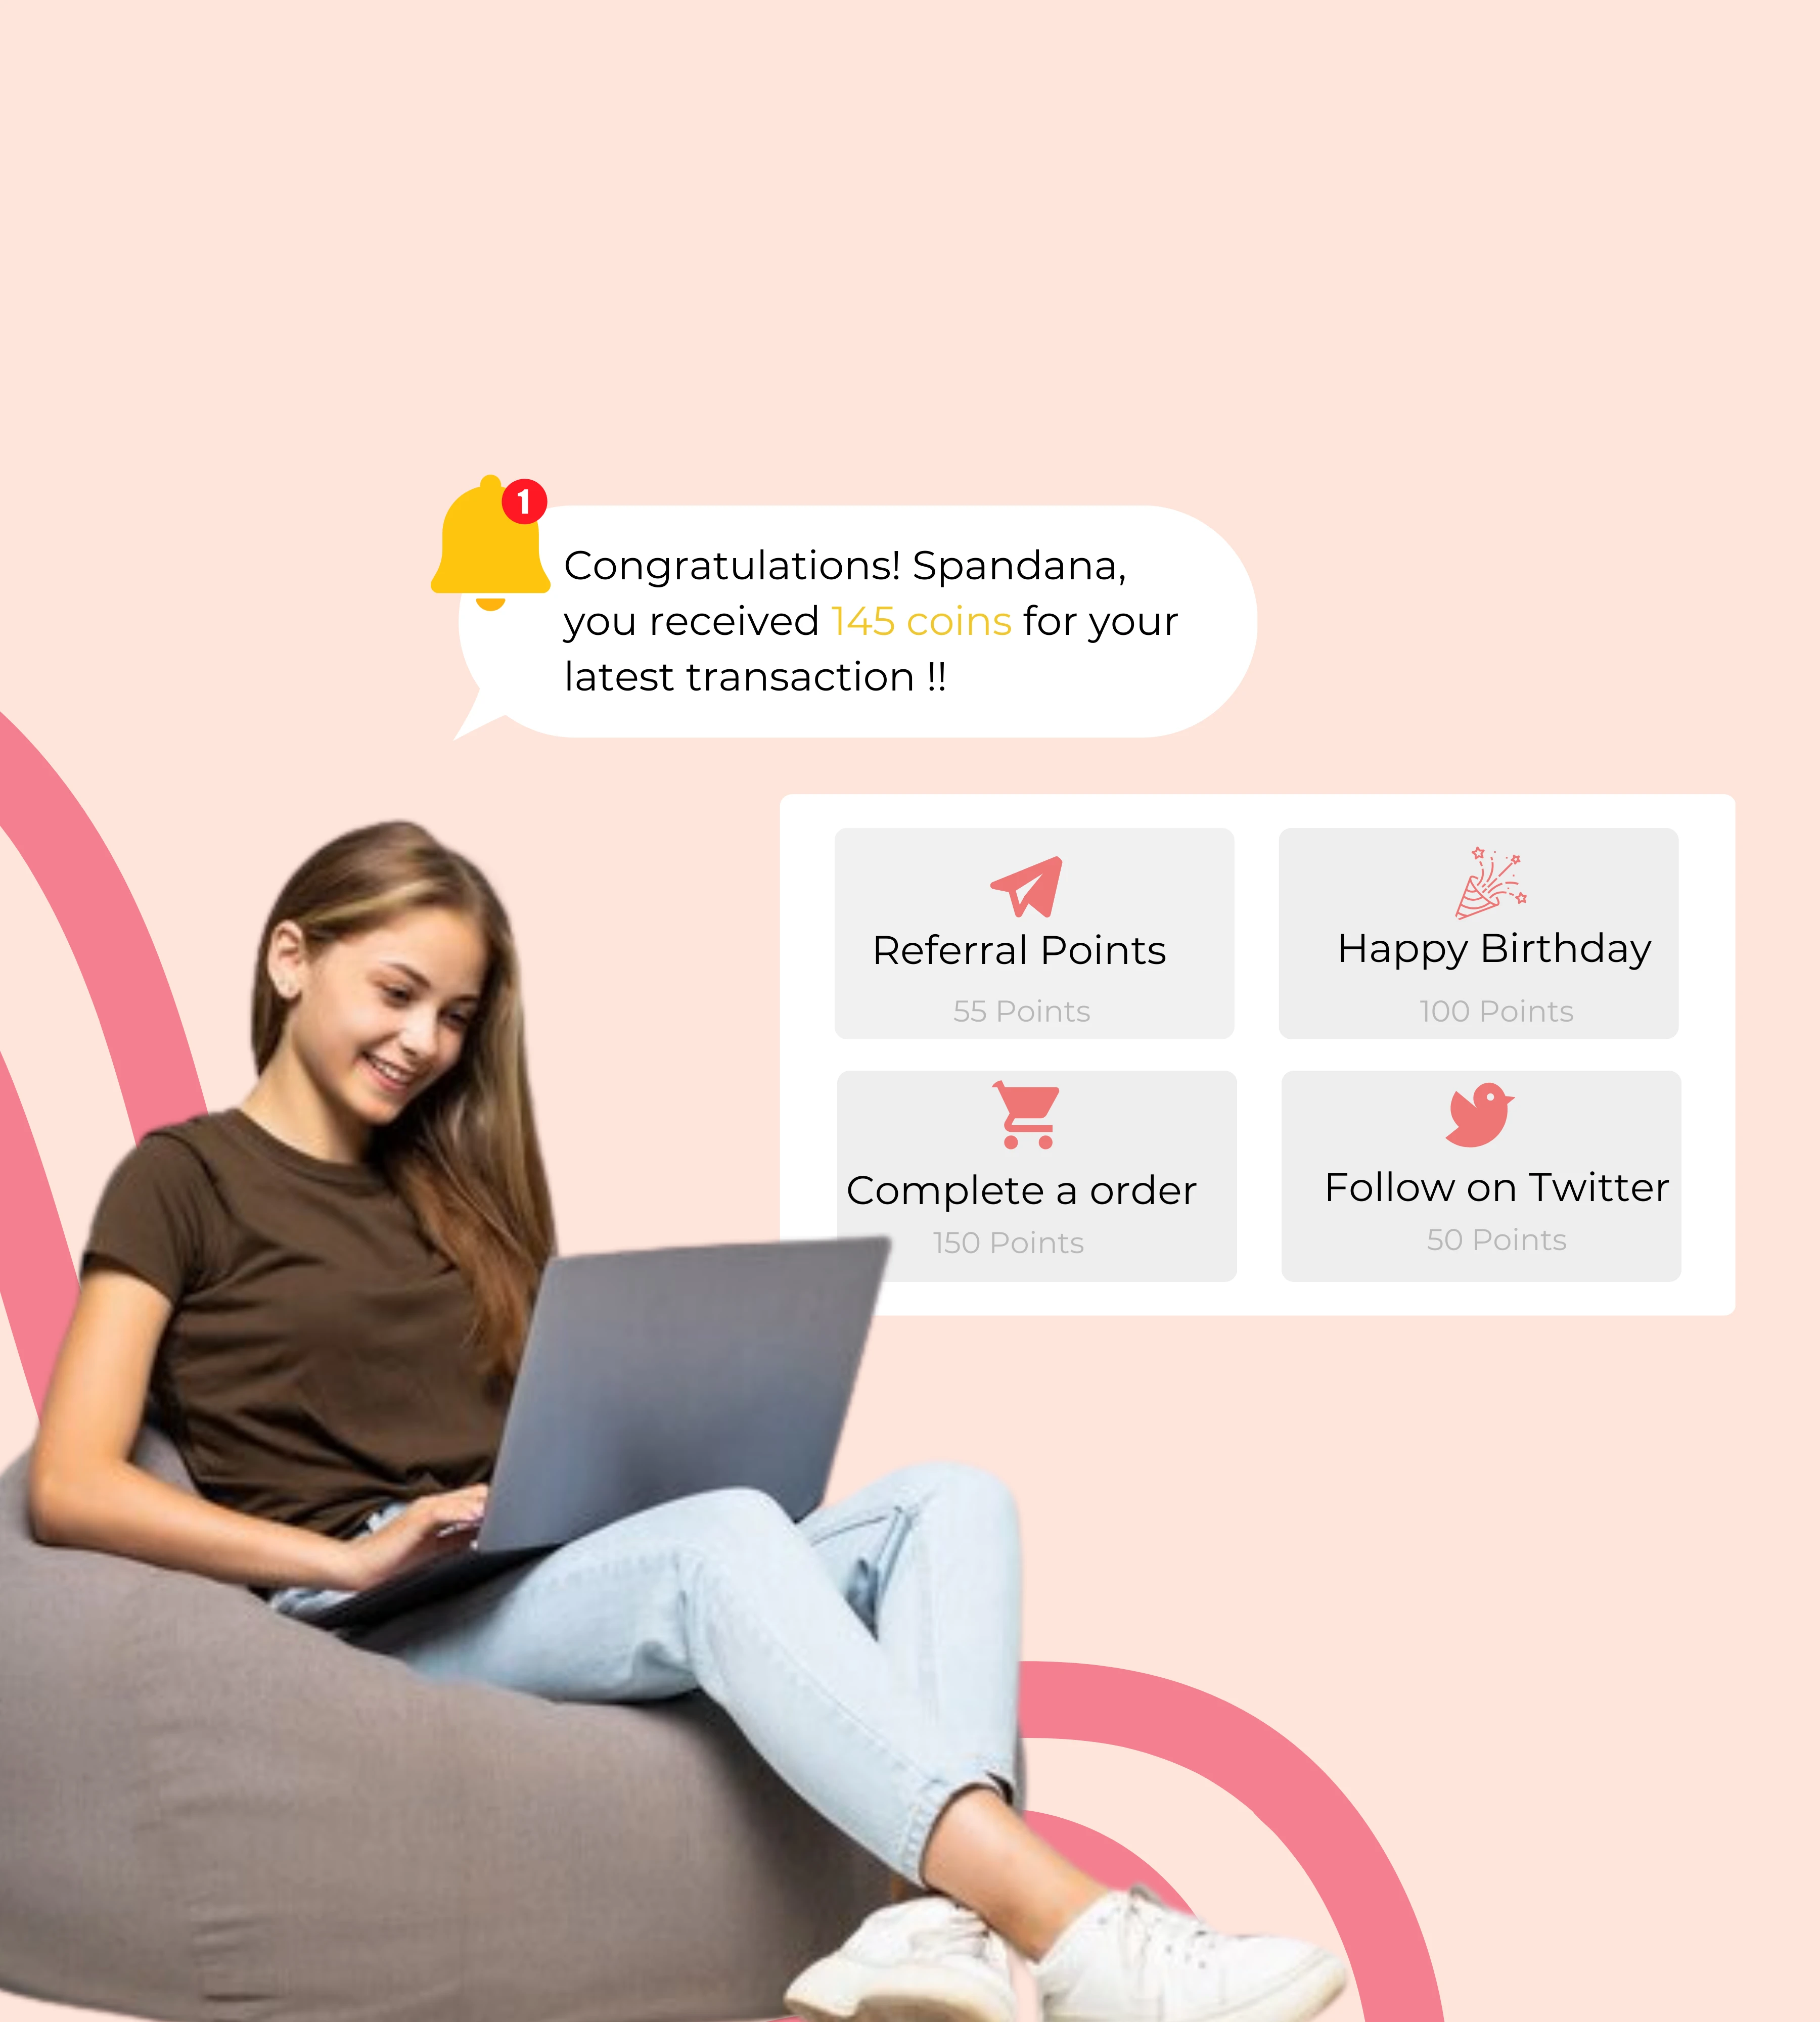 1
Congratulations! Spandana,
you received 145 coins for your
latest transaction !!
Referral Points
55 Points
Happy Birthday
100 Points
Complete a order
150 Points
Follow on Twitter
50 Points